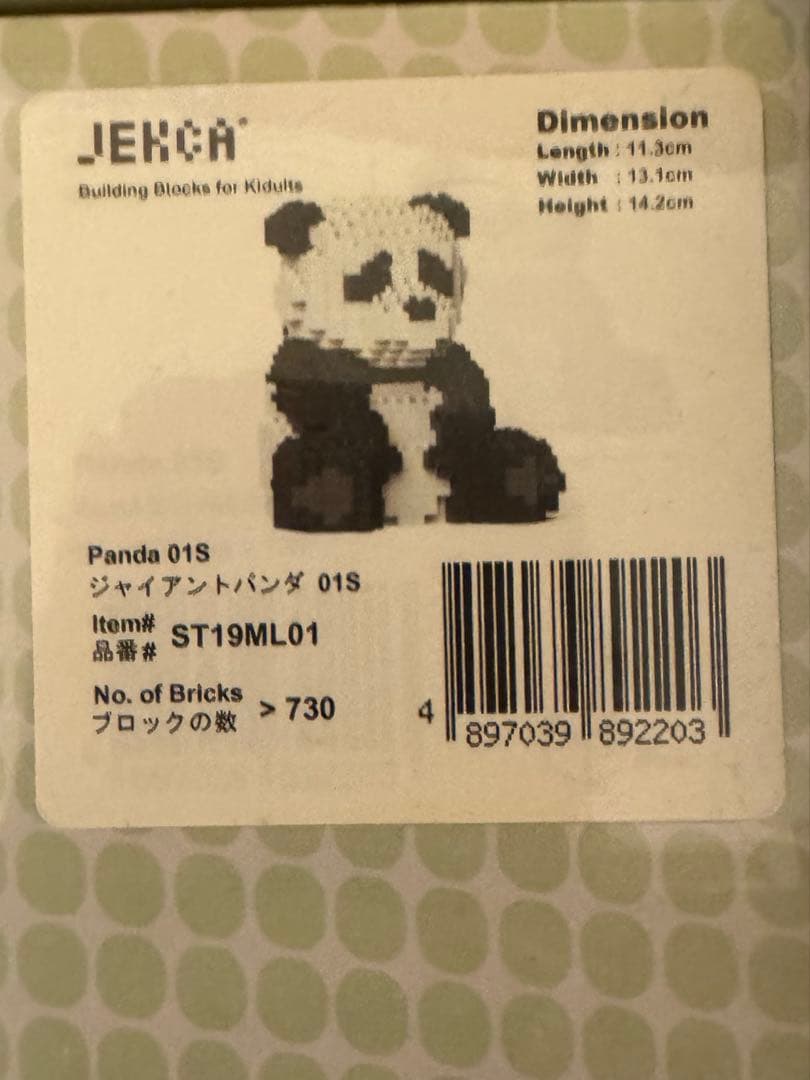 JEKCA®
Building Blocks for Kidults
Dimension
Length : 11.3cm
Width : 13.1cm
Height : 14.2cm
Panda 01S
ジャイアントパンダ 01S
Item#
品番#
ST19ML01
No. of Bricks
ブロックの数
> 730
4 897039 892203